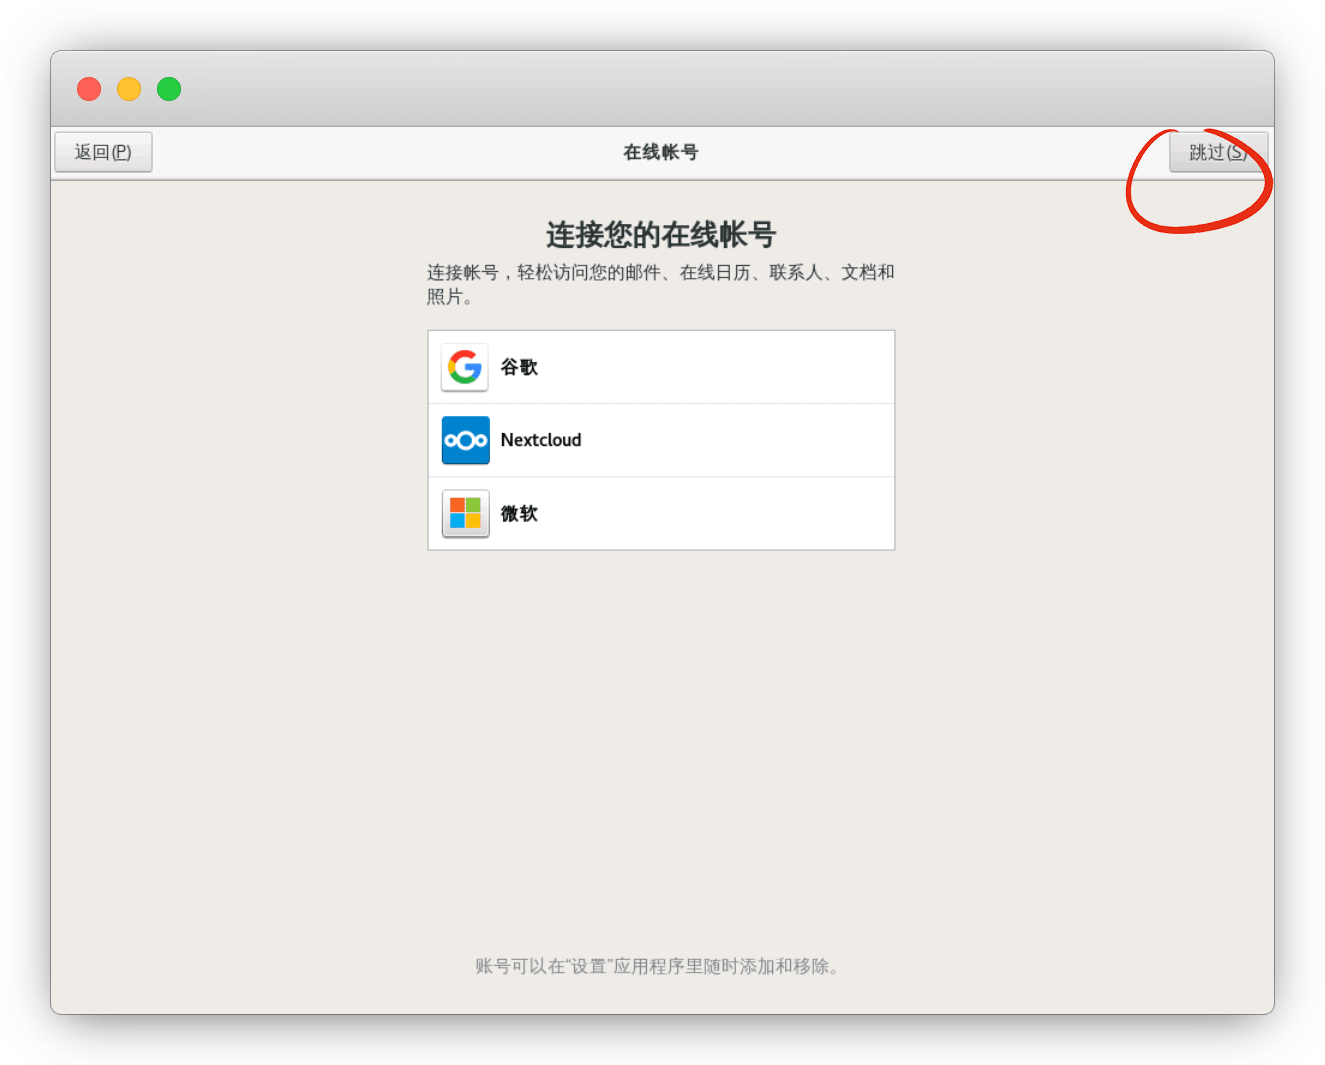 返回(P)
在线帐号
跳过(S)
连接您的在线帐号
连接帐号，轻松访问您的邮件、在线日历、联系人、文档和
照片。
谷歌
Nextcloud
微软
账号可以在“设置”应用程序里随时添加和移除。